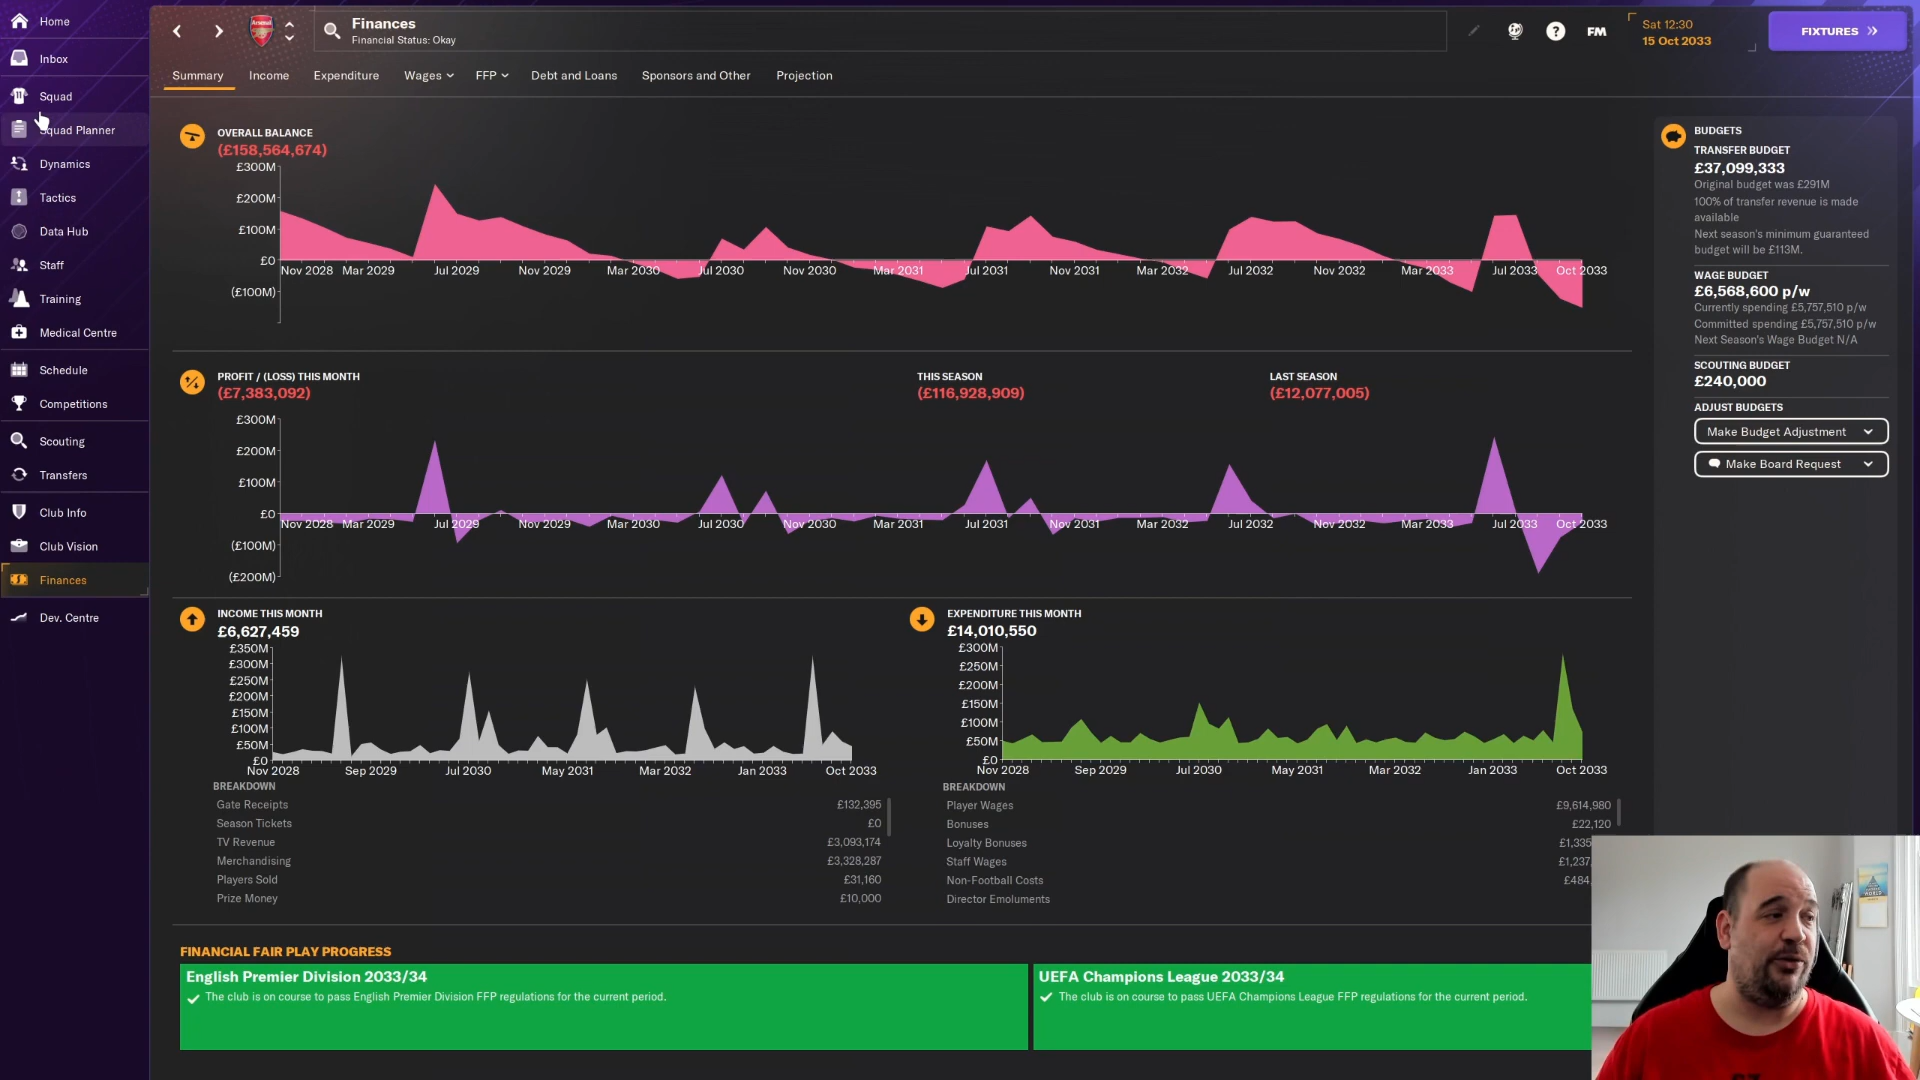 Home
Inbox
Squad
Squad Planner
Dynamics
Tactics
Data Hub
Staff
Training
Medical Centre
Schedule
Competitions
Scouting
Transfers
Club Info
Club Vision
Finances
Dev. Centre
Arsenal
Finances
Financial Status: Okay
FM
Sat 12:30
15 Oct 2033
FIXTURES
Summary Income Expenditure Wages FFP Debt and Loans Sponsors and Other Projection
OVERALL BALANCE
(£158,564,674)
£300M
£200M
£100M
£0
(£100M)
Nov 2028 Mar 2029 Jul 2029 Nov 2029 Mar 2030 Jul 2030 Nov 2030 Mar 2031 Jul 2031 Nov 2031 Mar 2032 Jul 2032 Nov 2032 Mar 2033 Jul 2033 Oct 2033
PROFIT / (LOSS) THIS MONTH
(£7,383,092)
THIS SEASON
(£116,928,909)
LAST SEASON
(£12,077,005)
£300M
£200M
£100M
£0
(£100M)
(£200M)
Nov 2028 Mar 2029 Jul 2029 Nov 2029 Mar 2030 Jul 2030 Nov 2030 Mar 2031 Jul 2031 Nov 2031 Mar 2032 Jul 2032 Nov 2032 Mar 2033 Jul 2033 Oct 2033
INCOME THIS MONTH
£6,627,459
£350M
£300M
£250M
£200M
£150M
£100M
£50M
£0
Nov 2028 Sep 2029 Jul 2030 May 2031 Mar 2032 Jan 2033 Oct 2033
BREAKDOWN
Gate Receipts £132,395
Season Tickets £0
TV Revenue £3,093,174
Merchandising £3,328,287
Players Sold £31,160
Prize Money £10,000
EXPENDITURE THIS MONTH
£14,010,550
£300M
£250M
£200M
£150M
£100M
£50M
£0
Nov 2028 Sep 2029 Jul 2030 May 2031 Mar 2032 Jan 2033 Oct 2033
BREAKDOWN
Player Wages £9,614,980
Bonuses £22,120
Loyalty Bonuses £1,335
Staff Wages £1,237,
Non-Football Costs £484,
Director Emoluments
FINANCIAL FAIR PLAY PROGRESS
English Premier Division 2033/34
The club is on course to pass English Premier Division FFP regulations for the current period.
UEFA Champions League 2033/34
The club is on course to pass UEFA Champions League FFP regulations for the current period.
BUDGETS
TRANSFER BUDGET
£37,099,333
Original budget was £291M
100% of transfer revenue is made
available
Next season's minimum guaranteed
budget will be £113M.
WAGE BUDGET
£6,568,600 p/w
Currently spending £5,757,510 p/w
Committed spending £5,757,510 p/w
Next Season's Wage Budget N/A
SCOUTING BUDGET
£240,000
ADJUST BUDGETS
Make Budget Adjustment
Make Board Request